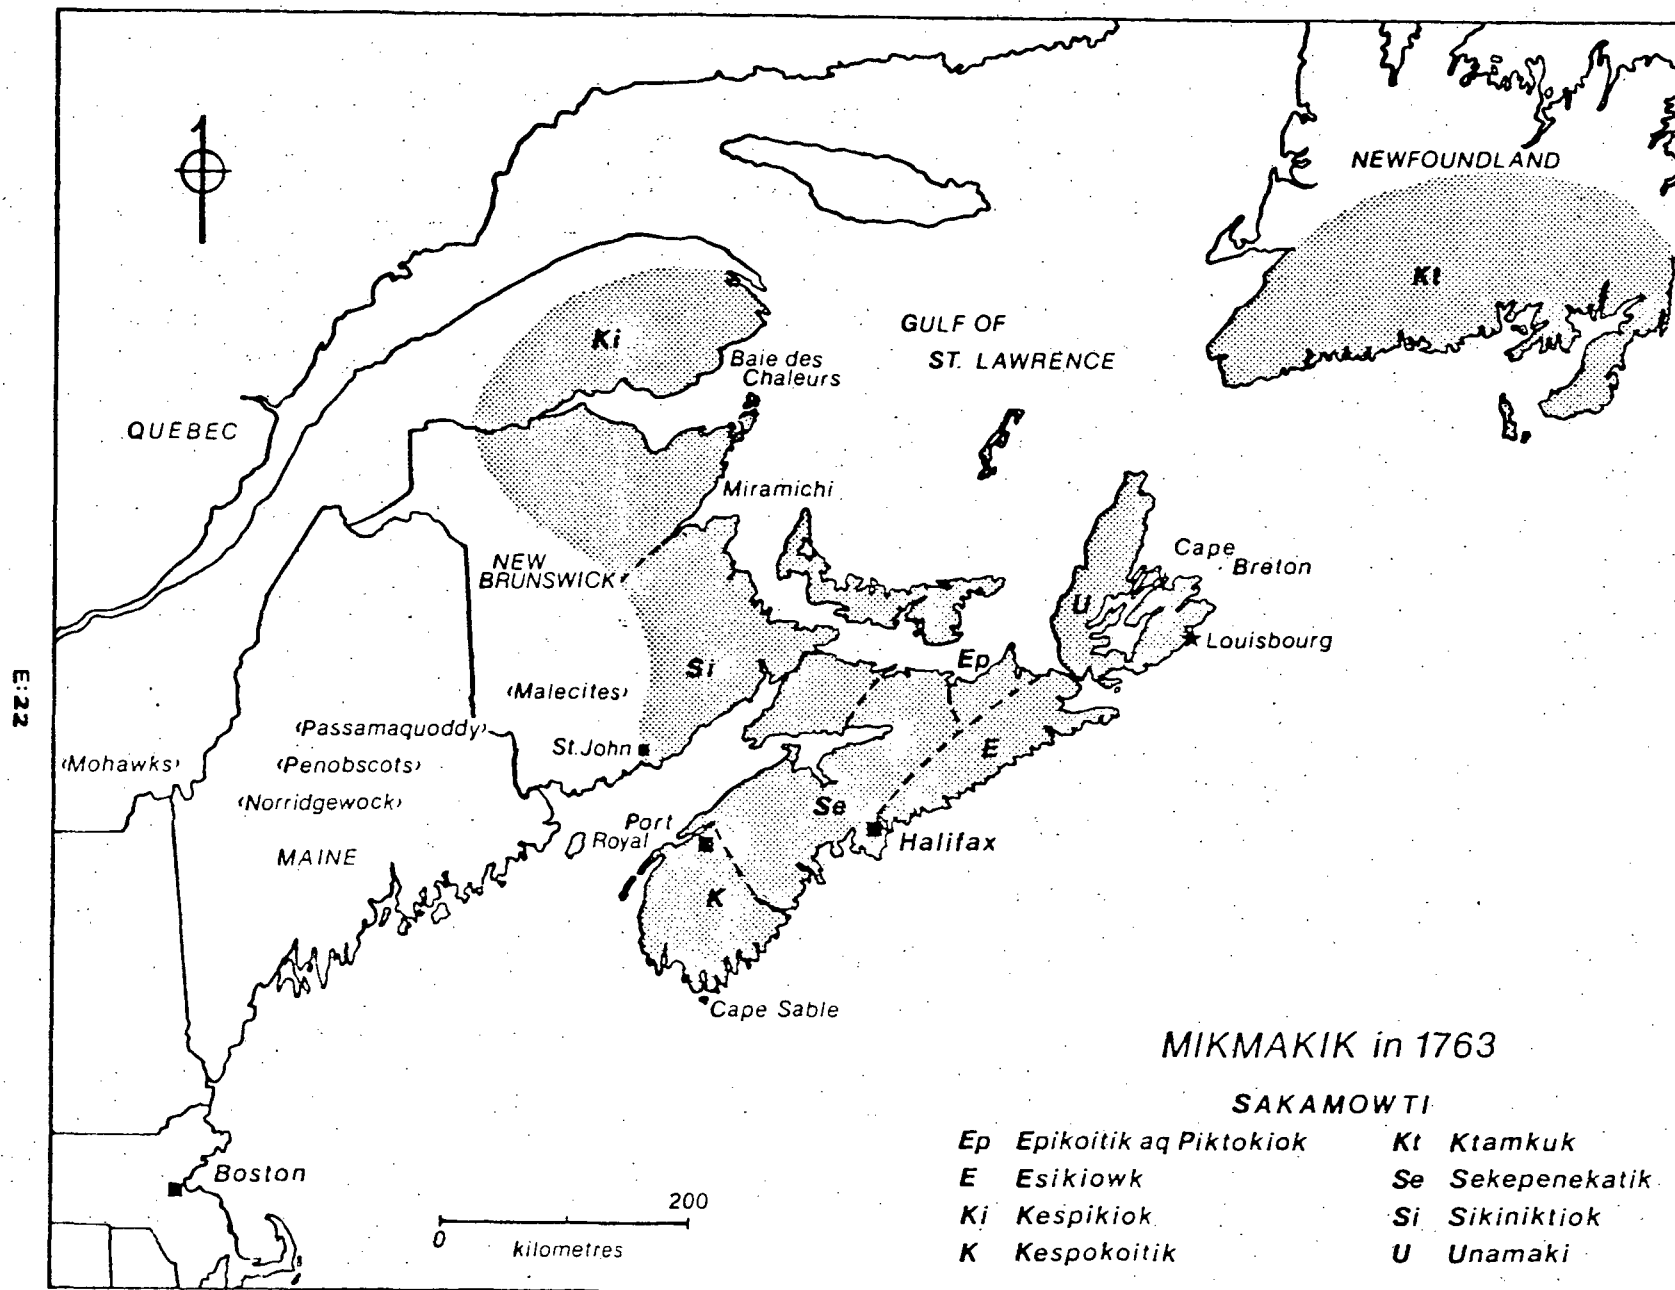 NEWFOUNDLAND
Kt
Ki
GULF OF
ST. LAWRENCE
Baie des
Chaleurs
QUEBEC
Miramichi
NEW
BRUNSWICK
Cape
Breton
U
Louisbourg
Ep
Si
‹Malecites›
‹Passamaquoddy›
St. John
E
‹Mohawks›
‹Penobscots›
‹Norridgewock›
Se
Port
Royal
Halifax
MAINE
K
Cape Sable
E:22
MIKMAKIK in 1763
SAKAMOWTI
Ep Epikoitik aq Piktokiok
E Esikiowk
Ki Kespikiok
K Kespokoitik
Kt Ktamkuk
Se Sekepenekatik
Si Sikiniktiok
U Unamaki
Boston
200
0
kilometres